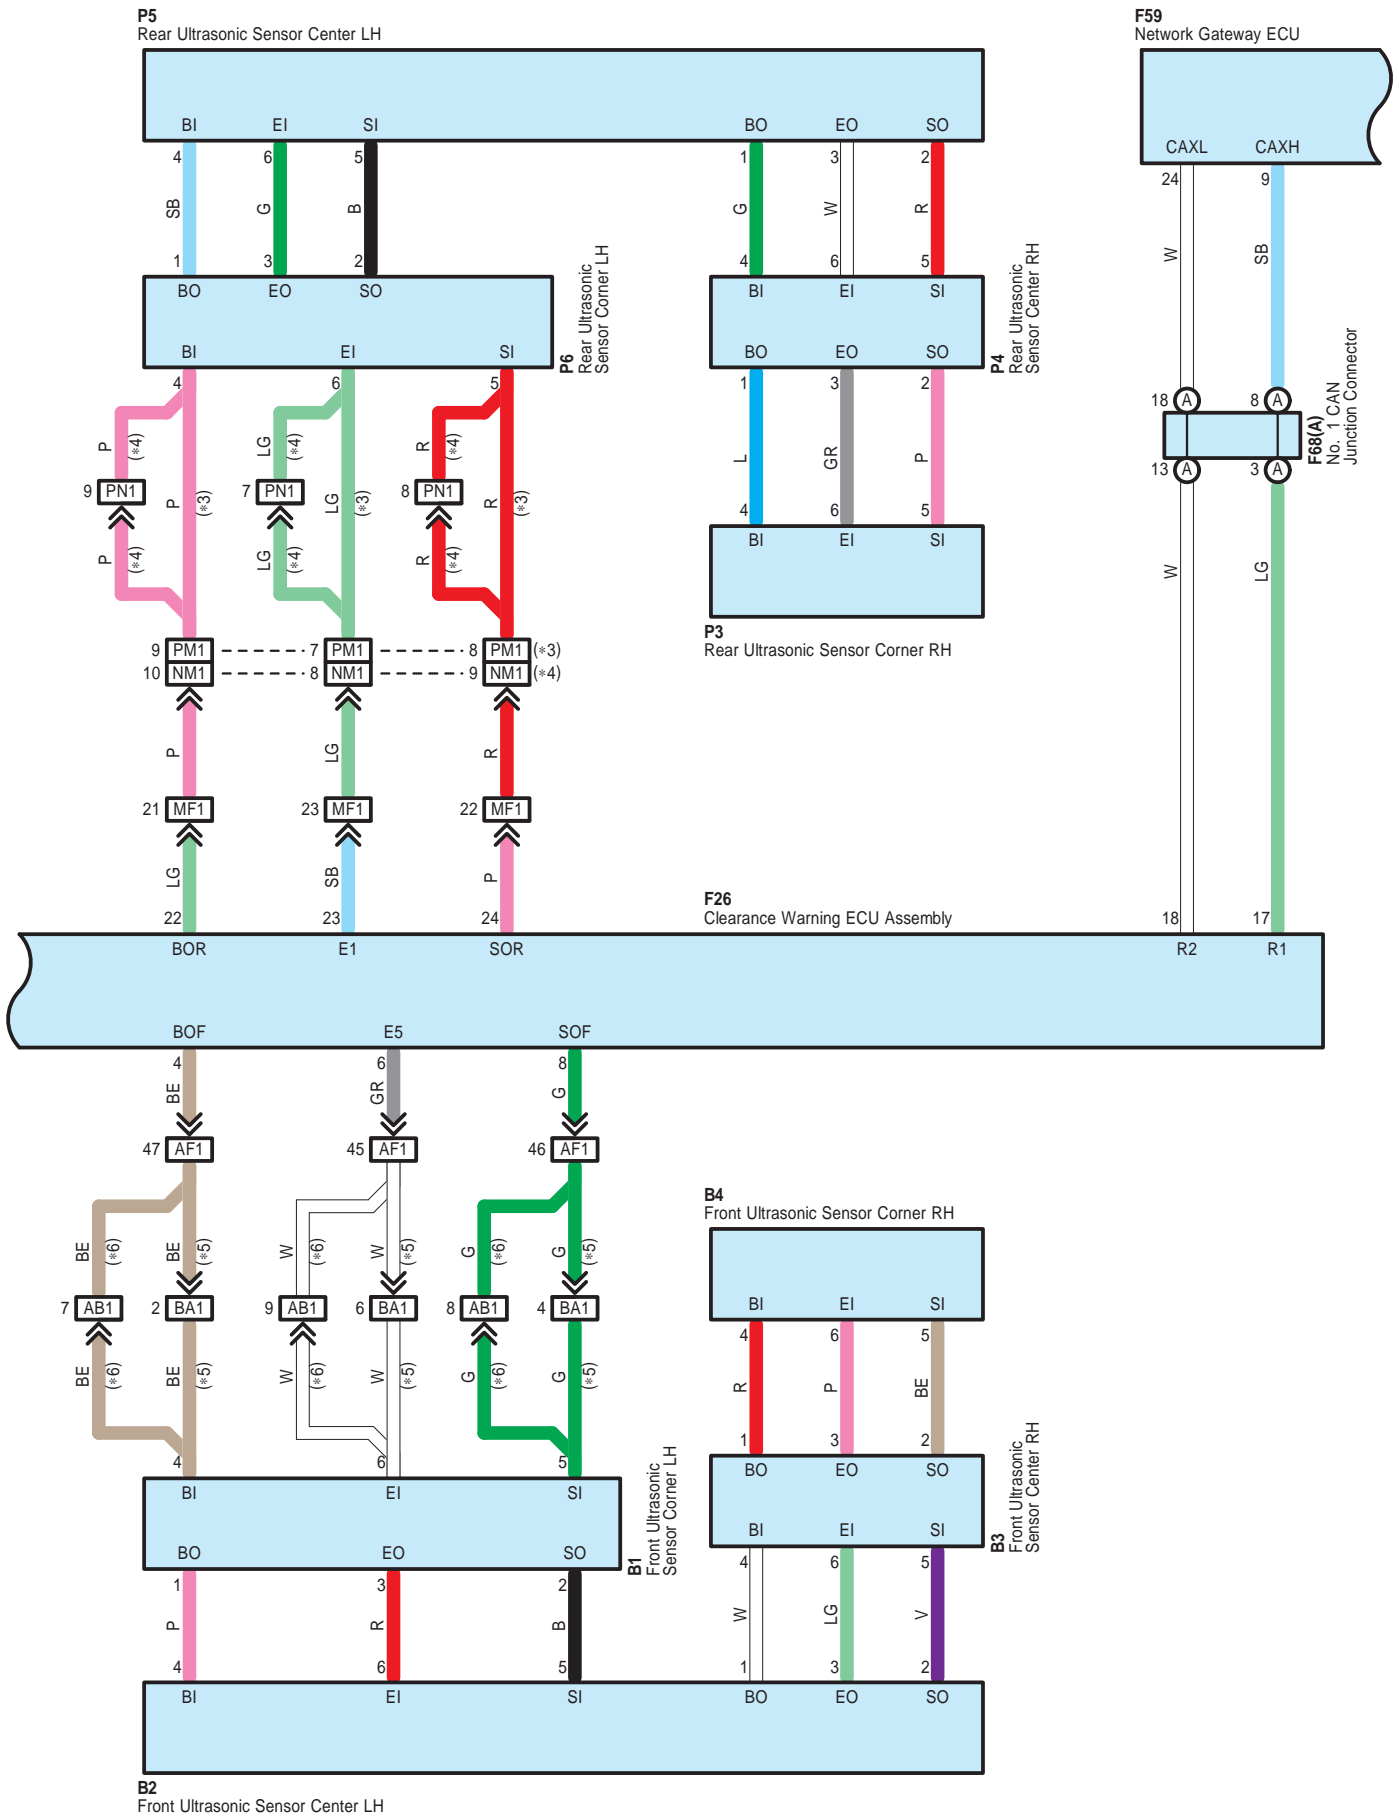 P5
Rear Ultrasonic Sensor Center LH
F59
Network Gateway ECU
BI EI SI BO EO SO
CAXL CAXH
4 6 5 1 3 2
24 9
SB G B G W R
W SB
1 3 2 4 6 5
BO EO SO BI EI SI
P6
Rear Ultrasonic
Sensor Corner LH
P4
Rear Ultrasonic
Sensor Center RH
BI EI SI BO EO SO
4 6 5 1 3 2
18 A 8 A
F68(A)
No. 1 CAN
Junction Connector
13 A 3 A
P (*4) LG (*4) R (*4)
L GR P
9 PN1 P (*3) 7 PN1 LG (*3) 8 PN1 R (*3)
4 6 5
BI EI SI
P (*4) LG (*4) R (*4)
W LG
P3
Rear Ultrasonic Sensor Corner RH
9 PM1 7 PM1 8 PM1 (*3)
10 NM1 8 NM1 9 NM1 (*4)
P LG R
21 MF1 23 MF1 22 MF1
LG SB P
22 23 24
F26
Clearance Warning ECU Assembly
18 17
BOR E1 SOR R2 R1
BOF E5 SOF
4 6 8
BE GR G
47 AF1 45 AF1 46 AF1
B4
Front Ultrasonic Sensor Corner RH
BE (*6) BE (*5) W (*6) W (*5) G (*6) G (*5)
7 AB1 2 BA1 9 AB1 6 BA1 8 AB1 4 BA1
BI EI SI
4 6 5
BE (*6) BE (*5) W (*6) W (*5) G (*6) G (*5)
R P BE
1 3 2
4 6 5
BI EI SI
B1
Front Ultrasonic
Sensor Corner LH
BO EO SO
B3
Front Ultrasonic
Sensor Center RH
BI EI SI
BO EO SO
4 6 5
1 3 2
P R B W LG V
4 6 5 1 3 2
BI EI SI BO EO SO
B2
Front Ultrasonic Sensor Center LH